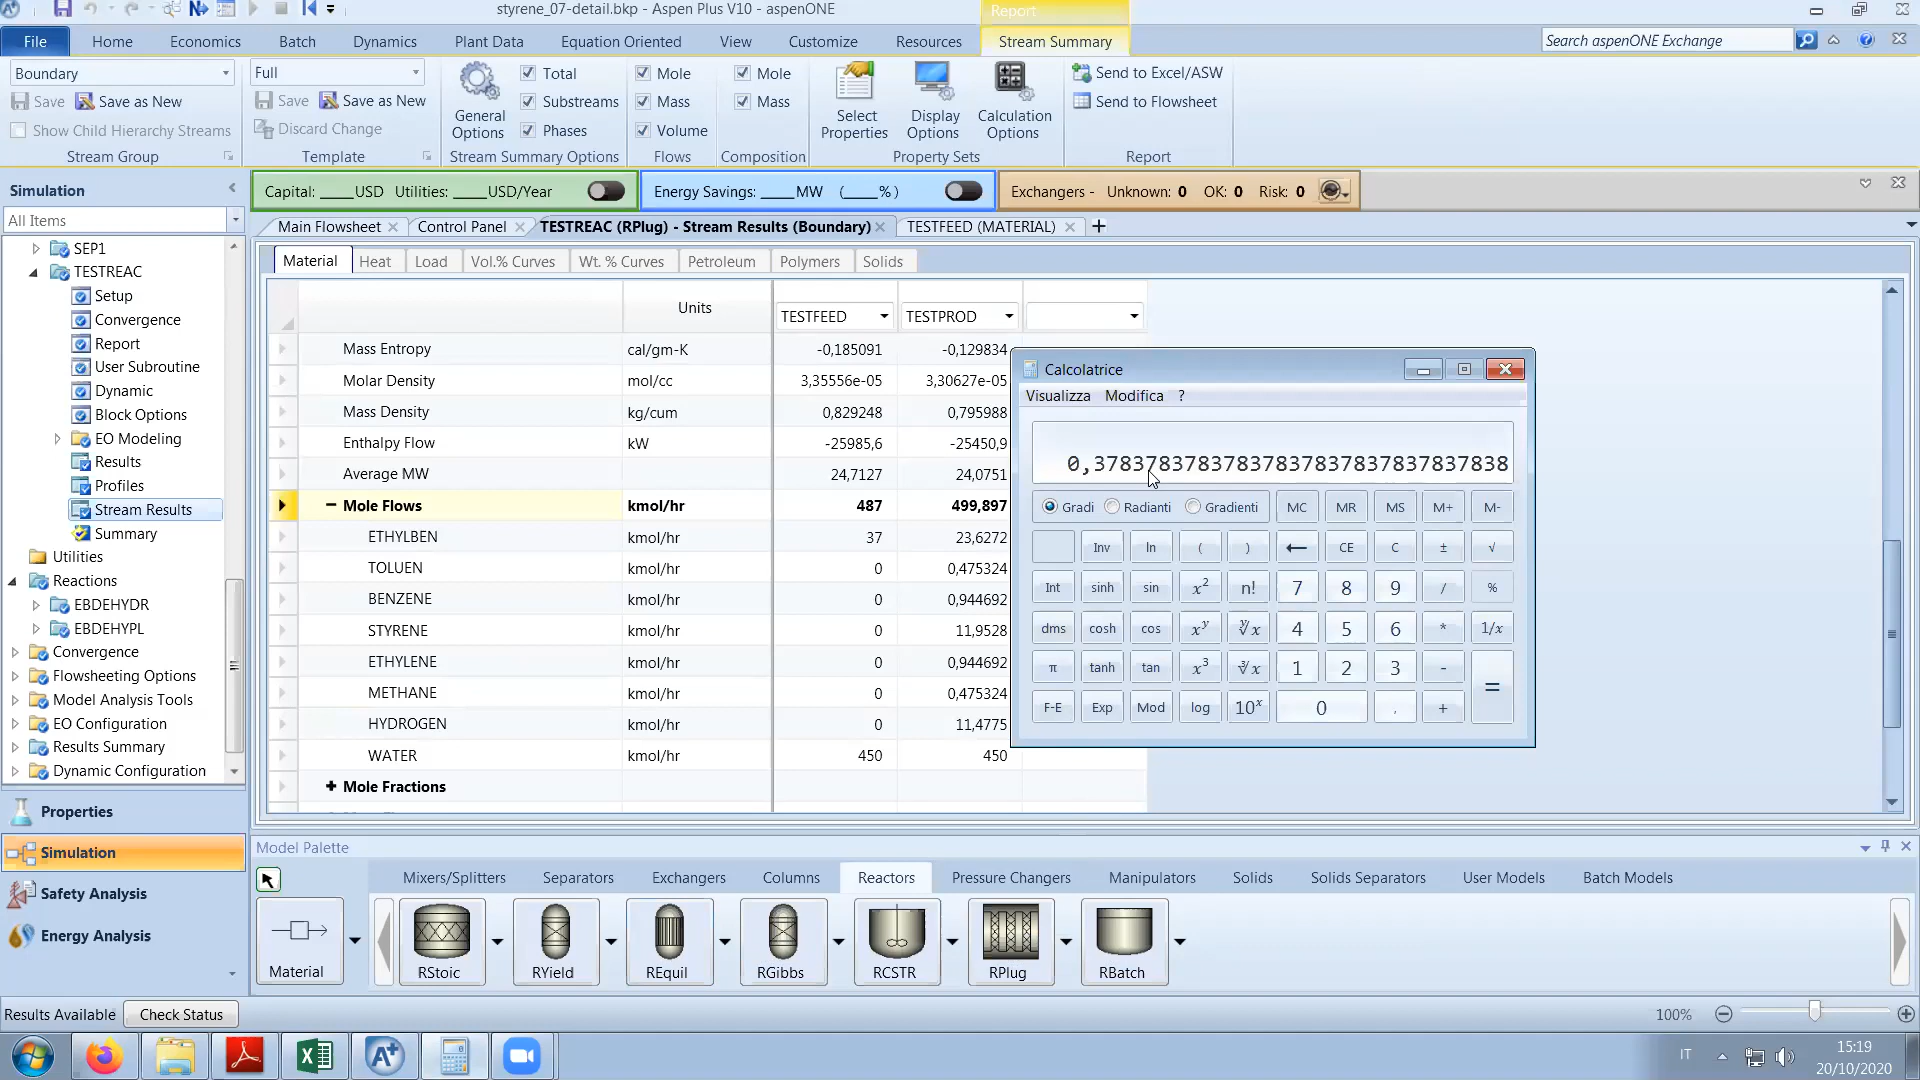 styrene_07-detail.bkp - Aspen Plus V10 - aspenONE
Report
File Home Economics Batch Dynamics Plant Data Equation Oriented View Customize Resources Stream Summary Search aspenONE Exchange
Boundary
Save Save as New
Show Child Hierarchy Streams
Stream Group
Full
Save Save as New
Discard Change
Template
General Options
Total
Substreams
Phases
Stream Summary Options
Mole
Mass
Volume
Flows
Mole
Mass
Composition
Select Properties
Display Options
Calculation Options
Property Sets
Send to Excel/ASW
Send to Flowsheet
Report
Capital: ____USD Utilities: ____USD/Year
Energy Savings: ____MW (____%)
Exchangers - Unknown: 0 OK: 0 Risk: 0
Simulation
All Items
SEP1
TESTREAC
Setup
Convergence
Report
User Subroutine
Dynamic
Block Options
EO Modeling
Results
Profiles
Stream Results
Summary
Utilities
Reactions
EBDEHYDR
EBDEHYPL
Convergence
Flowsheeting Options
Model Analysis Tools
EO Configuration
Results Summary
Dynamic Configuration
Properties
Simulation
Safety Analysis
Energy Analysis
Main Flowsheet Control Panel TESTREAC (RPlug) - Stream Results (Boundary) TESTFEED (MATERIAL)
Material Heat Load Vol.% Curves Wt. % Curves Petroleum Polymers Solids
Units TESTFEED TESTPROD
Mass Entropy cal/gm-K -0,185091 -0,129834
Molar Density mol/cc 3,35556e-05 3,30627e-05
Mass Density kg/cum 0,829248 0,795988
Enthalpy Flow kW -25985,6 -25450,9
Average MW 24,7127 24,0751
Mole Flows kmol/hr 487 499,897
ETHYLBEN kmol/hr 37 23,6272
TOLUEN kmol/hr 0 0,475324
BENZENE kmol/hr 0 0,944692
STYRENE kmol/hr 0 11,9528
ETHYLENE kmol/hr 0 0,944692
METHANE kmol/hr 0 0,475324
HYDROGEN kmol/hr 0 11,4775
WATER kmol/hr 450 450
Mole Fractions
Calcolatrice
Visualizza Modifica ?
0,37837837837837837837837837837838
Gradi Radianti Gradienti MC MR MS M+ M-
Inv ln ( ) ← CE C ± √
Int sinh sin x² n! 7 8 9 / %
dms cosh cos xʸ ʸ√x 4 5 6 * 1/x
π tanh tan x³ ³√x 1 2 3 - =
F-E Exp Mod log 10ˣ 0 , +
Model Palette
Mixers/Splitters Separators Exchangers Columns Reactors Pressure Changers Manipulators Solids Solids Separators User Models Batch Models
Material RStoic RYield REquil RGibbs RCSTR RPlug RBatch
Results Available Check Status 100%
IT 15:19
20/10/2020